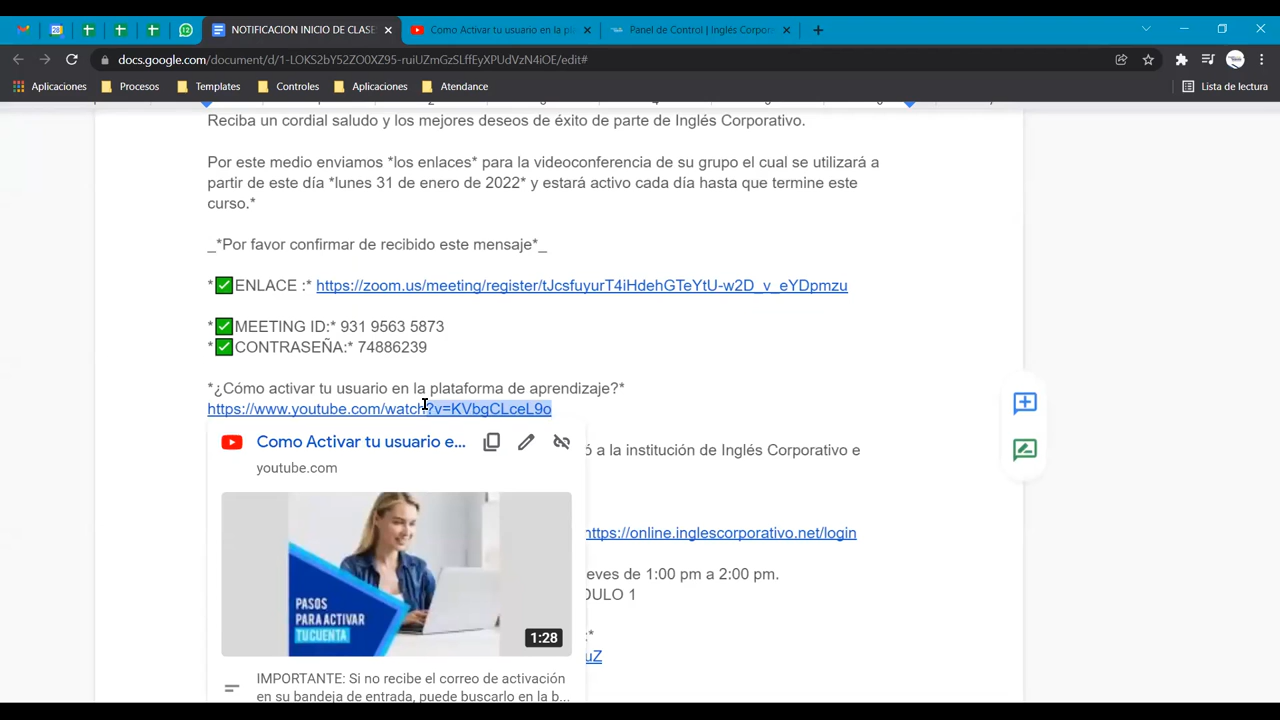 28
NOTIFICACION INICIO DE CLASE
Como Activar tu usuario en la pla
Panel de Control | Inglés Corpora
docs.google.com/document/d/1-LOKS2bY52ZO0XZ95-ruiUZmGzSLffEyXPUdVzN4iOE/edit#
Aplicaciones
Procesos
Templates
Controles
Aplicaciones
Atendance
Lista de lectura
Reciba un cordial saludo y los mejores deseos de éxito de parte de Inglés Corporativo.
Por este medio enviamos *los enlaces* para la videoconferencia de su grupo el cual se utilizará a
partir de este día *lunes 31 de enero de 2022* y estará activo cada día hasta que termine este
curso.*
_*Por favor confirmar de recibido este mensaje*_
*✅ENLACE :* https://zoom.us/meeting/register/tJcsfuyurT4iHdehGTeYtU-w2D_v_eYDpmzu
*✅MEETING ID:* 931 9563 5873
*✅CONTRASEÑA:* 74886239
*¿Cómo activar tu usuario en la plataforma de aprendizaje?*
https://www.youtube.com/watch?v=KVbgCLceL9o
Como Activar tu usuario e...
youtube.com
ó a la institución de Inglés Corporativo e
https://online.inglescorporativo.net/login
eves de 1:00 pm a 2:00 pm.
DULO 1
:*
uZ
PASOS
PARA ACTIVAR
TU CUENTA
1:28
IMPORTANTE: Si no recibe el correo de activación
en su bandeja de entrada, puede buscarlo en la b...